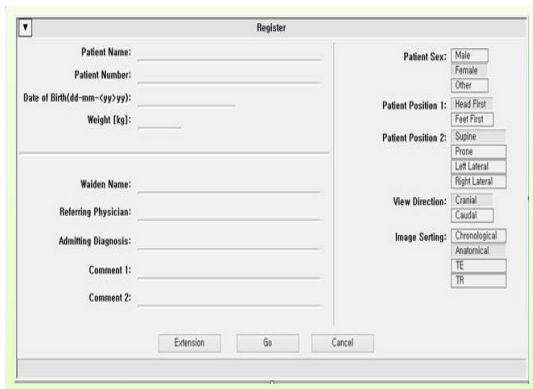 Register
Patient Name:
Patient Number:
Date of Birth(dd-mm-<yy>yy):
Weight [kg]:
Waiden Name:
Referring Physician:
Admitting Diagnosis:
Comment 1:
Comment 2:
Patient Sex: Male
Female
Other
Patient Position 1: Head First
Feet First
Patient Position 2: Supine
Prone
Left Lateral
Right Lateral
View Direction: Cranial
Caudal
Image Sorting: Chronological
Anatomical
TE
TR
Extension Go Cancel